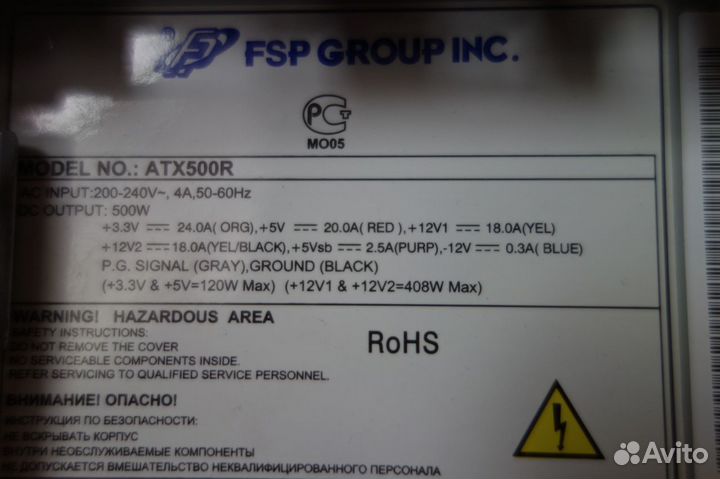 FSP GROUP INC.
PCT
MO05
MODEL NO.: ATX500R
AC INPUT:200-240V~, 4A,50-60Hz
DC OUTPUT: 500W
+3.3V ⎓ 24.0A( ORG),+5V ⎓ 20.0A( RED ),+12V1 ⎓ 18.0A(YEL)
+12V2 ⎓18.0A(YEL/BLACK),+5Vsb ⎓ 2.5A(PURP),-12V ⎓ 0.3A( BLUE)
P.G. SIGNAL (GRAY),GROUND (BLACK)
(+3.3V & +5V=120W Max) (+12V1 & +12V2=408W Max)
WARNING! HAZARDOUS AREA
SAFETY INSTRUCTIONS:
DO NOT REMOVE THE COVER
NO SERVICEABLE COMPONENTS INSIDE.
REFER SERVICING TO QUALIFIED SERVICE PERSONNEL.
RoHS
ВНИМАНИЕ! ОПАСНО!
ИНСТРУКЦИЯ ПО БЕЗОПАСНОСТИ:
НЕ ВСКРЫВАТЬ КОРПУС
ВНУТРИ НЕОБСЛУЖИВАЕМЫЕ КОМПОНЕНТЫ
НЕ ДОПУСКАЕТСЯ ВМЕШАТЕЛЬСТВО НЕКВАЛИФИЦИРОВАННОГО ПЕРСОНАЛА
Avito